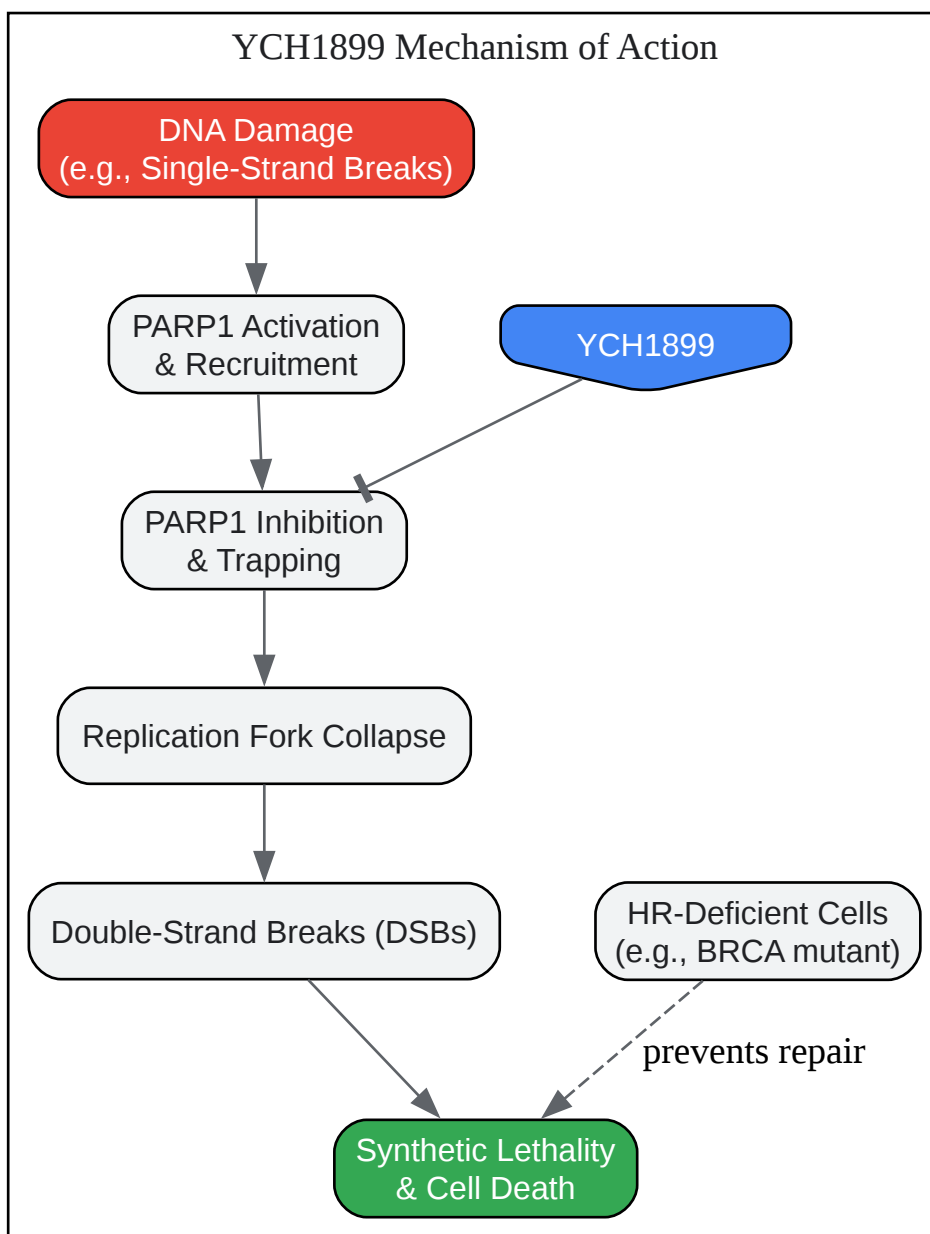 YCH1899 Mechanism of Action
DNA Damage
(e.g., Single-Strand Breaks)
PARP1 Activation
& Recruitment
YCH1899
PARP1 Inhibition
& Trapping
Replication Fork Collapse
Double-Strand Breaks (DSBs)
HR-Deficient Cells
(e.g., BRCA mutant)
prevents repair
Synthetic Lethality
& Cell Death